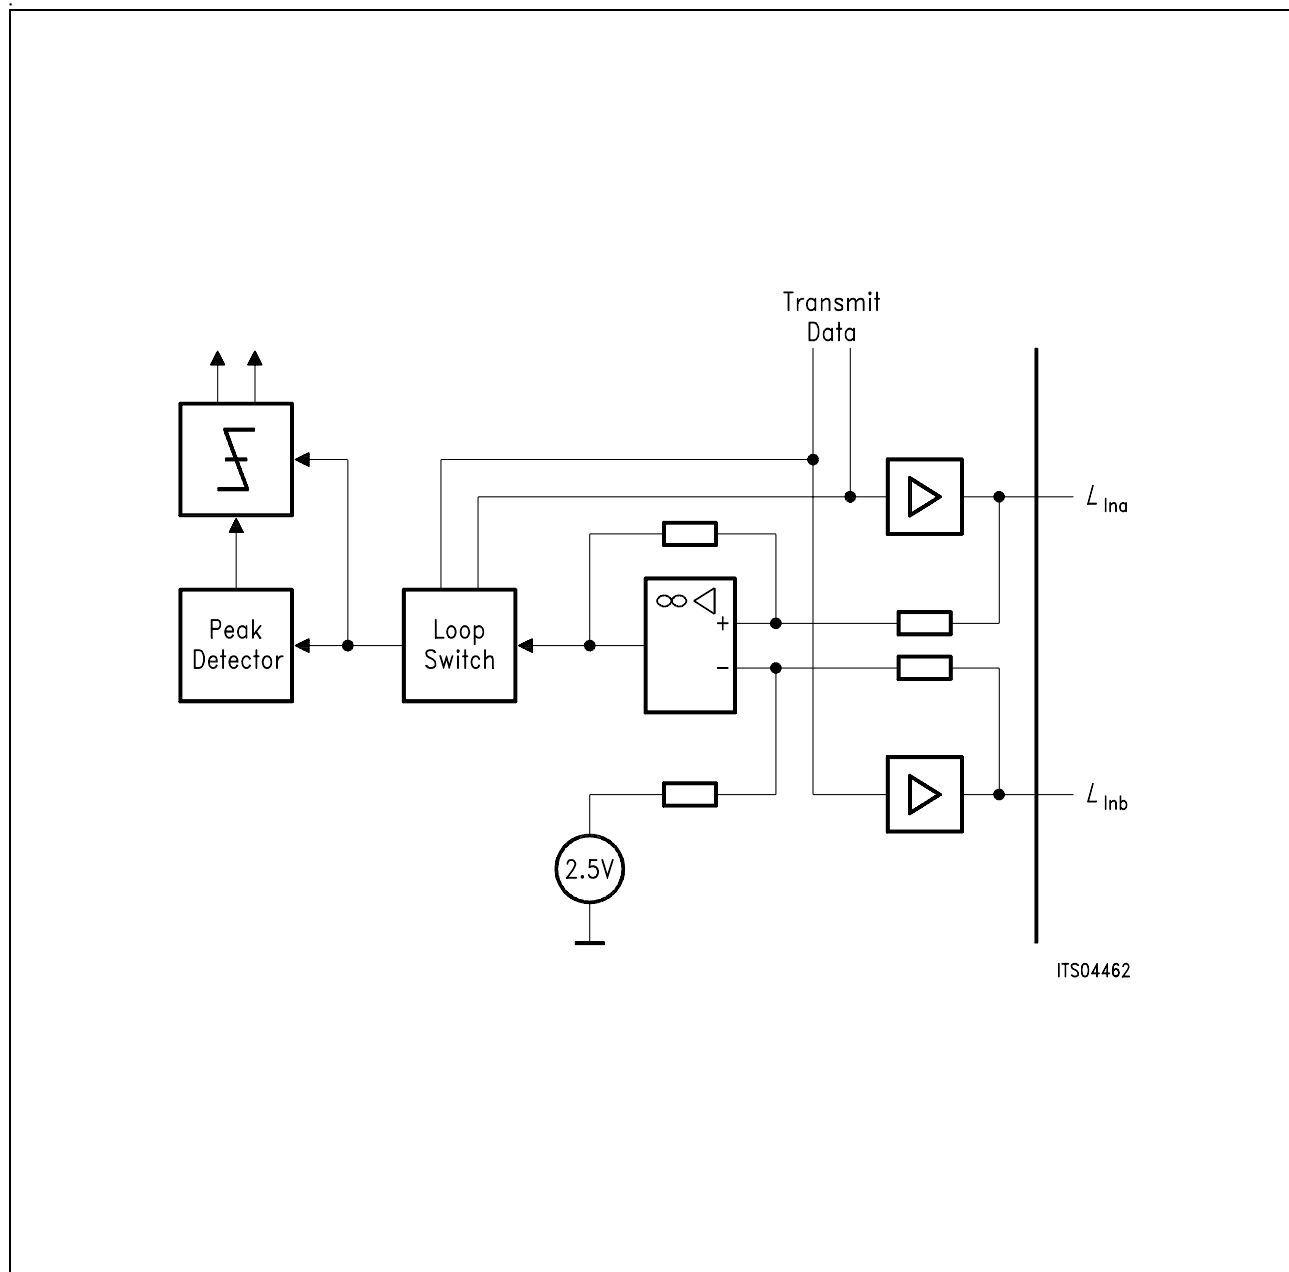 Transmit
Data
L Ina
∞
+
Peak
Detector
Loop
Switch
−
L Inb
2.5V
ITS04462